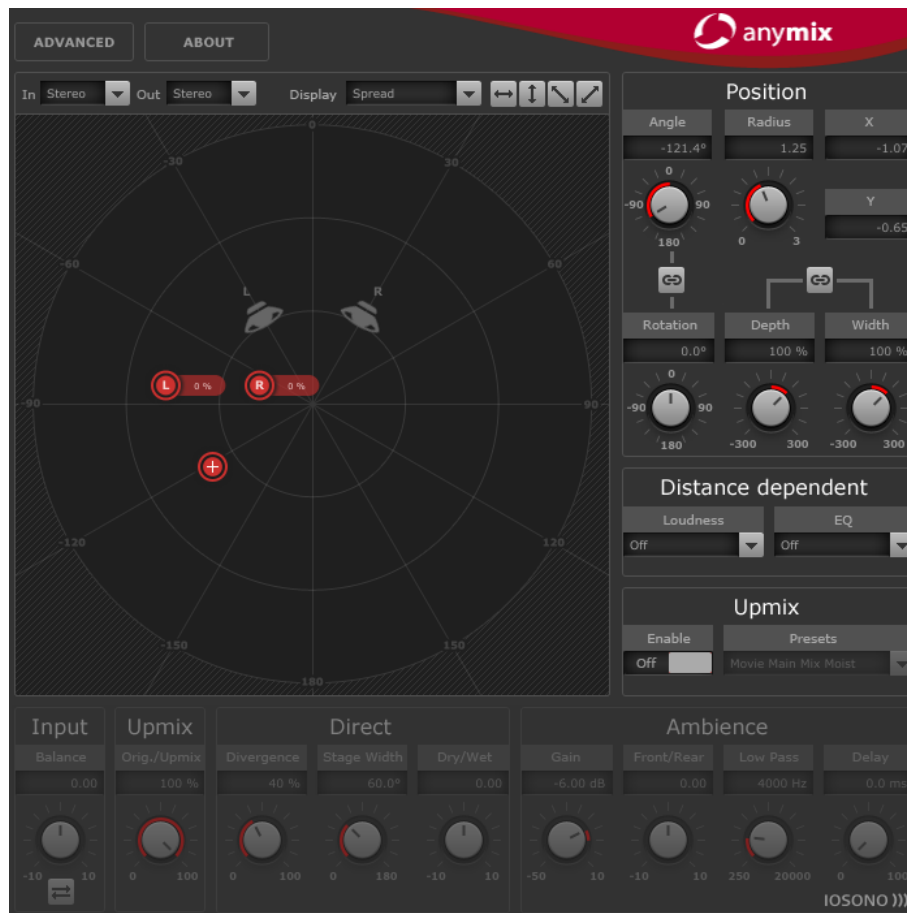 ADVANCED ABOUT anymix
In Stereo Out Stereo Display Spread
Position
Angle Radius X
-121.4° 1.25 -1.07
0
-90 90
180 0 3
Y
-0.65
Rotation Depth Width
0.0° 100 % 100 %
0
-90 90
180 -300 300 -300 300
0
-30 30
-60 60
L R
L 0 % R 0 %
-90 90
-120 120
-150 150
180
Distance dependent
Loudness EQ
Off Off
Upmix
Enable Presets
Off Movie Main Mix Moist
Input Upmix Direct Ambience
Balance Orig./Upmix Divergence Stage Width Dry/Wet Gain Front/Rear Low Pass Delay
0.00 100 % 40 % 60.0° 0.00 -6.00 dB 0.00 4000 Hz 0.0 ms
-10 10 0 100 0 100 0 180 -10 10 -50 10 -10 10 250 20000 0 100
IOSONO